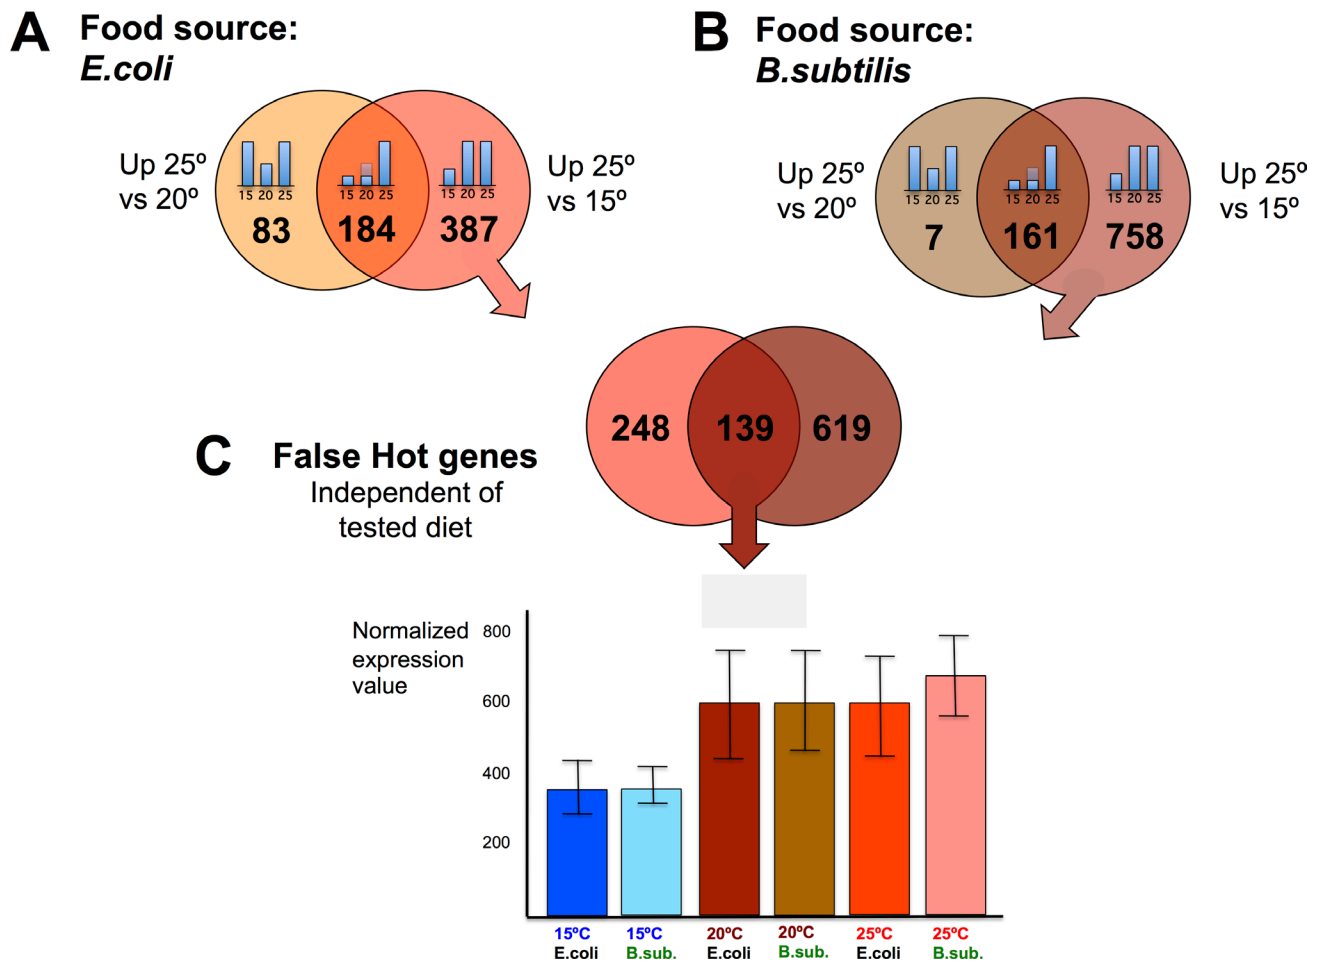 A
Food source:
E.coli
B
Food source:
B.subtilis
Up 25º
vs 20º
15 20 25
83
15 20 25
184
15 20 25
387
Up 25º
vs 15º
Up 25º
vs 20º
15 20 25
7
15 20 25
161
15 20 25
758
Up 25º
vs 15º
248
139
619
C
False Hot genes
Independent of
tested diet
Normalized
expression
value
800
600
400
200
15ºC
E.coli
15ºC
B.sub.
20ºC
E.coli
20ºC
B.sub.
25ºC
E.coli
25ºC
B.sub.